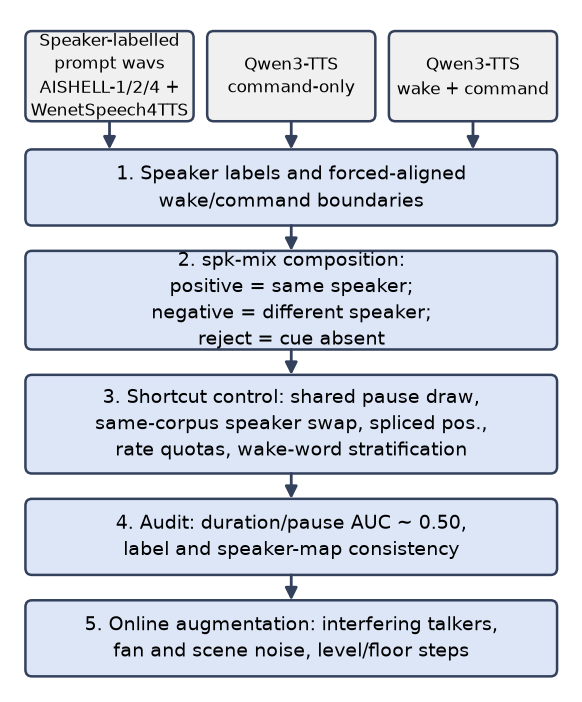 Speaker-labelled
prompt wavs
AISHELL-1/2/4 +
WenetSpeech4TTS
Qwen3-TTS
command-only
Qwen3-TTS
wake + command
1. Speaker labels and forced-aligned
wake/command boundaries
2. spk-mix composition:
positive = same speaker;
negative = different speaker;
reject = cue absent
3. Shortcut control: shared pause draw,
same-corpus speaker swap, spliced pos.,
rate quotas, wake-word stratification
4. Audit: duration/pause AUC ~ 0.50,
label and speaker-map consistency
5. Online augmentation: interfering talkers,
fan and scene noise, level/floor steps